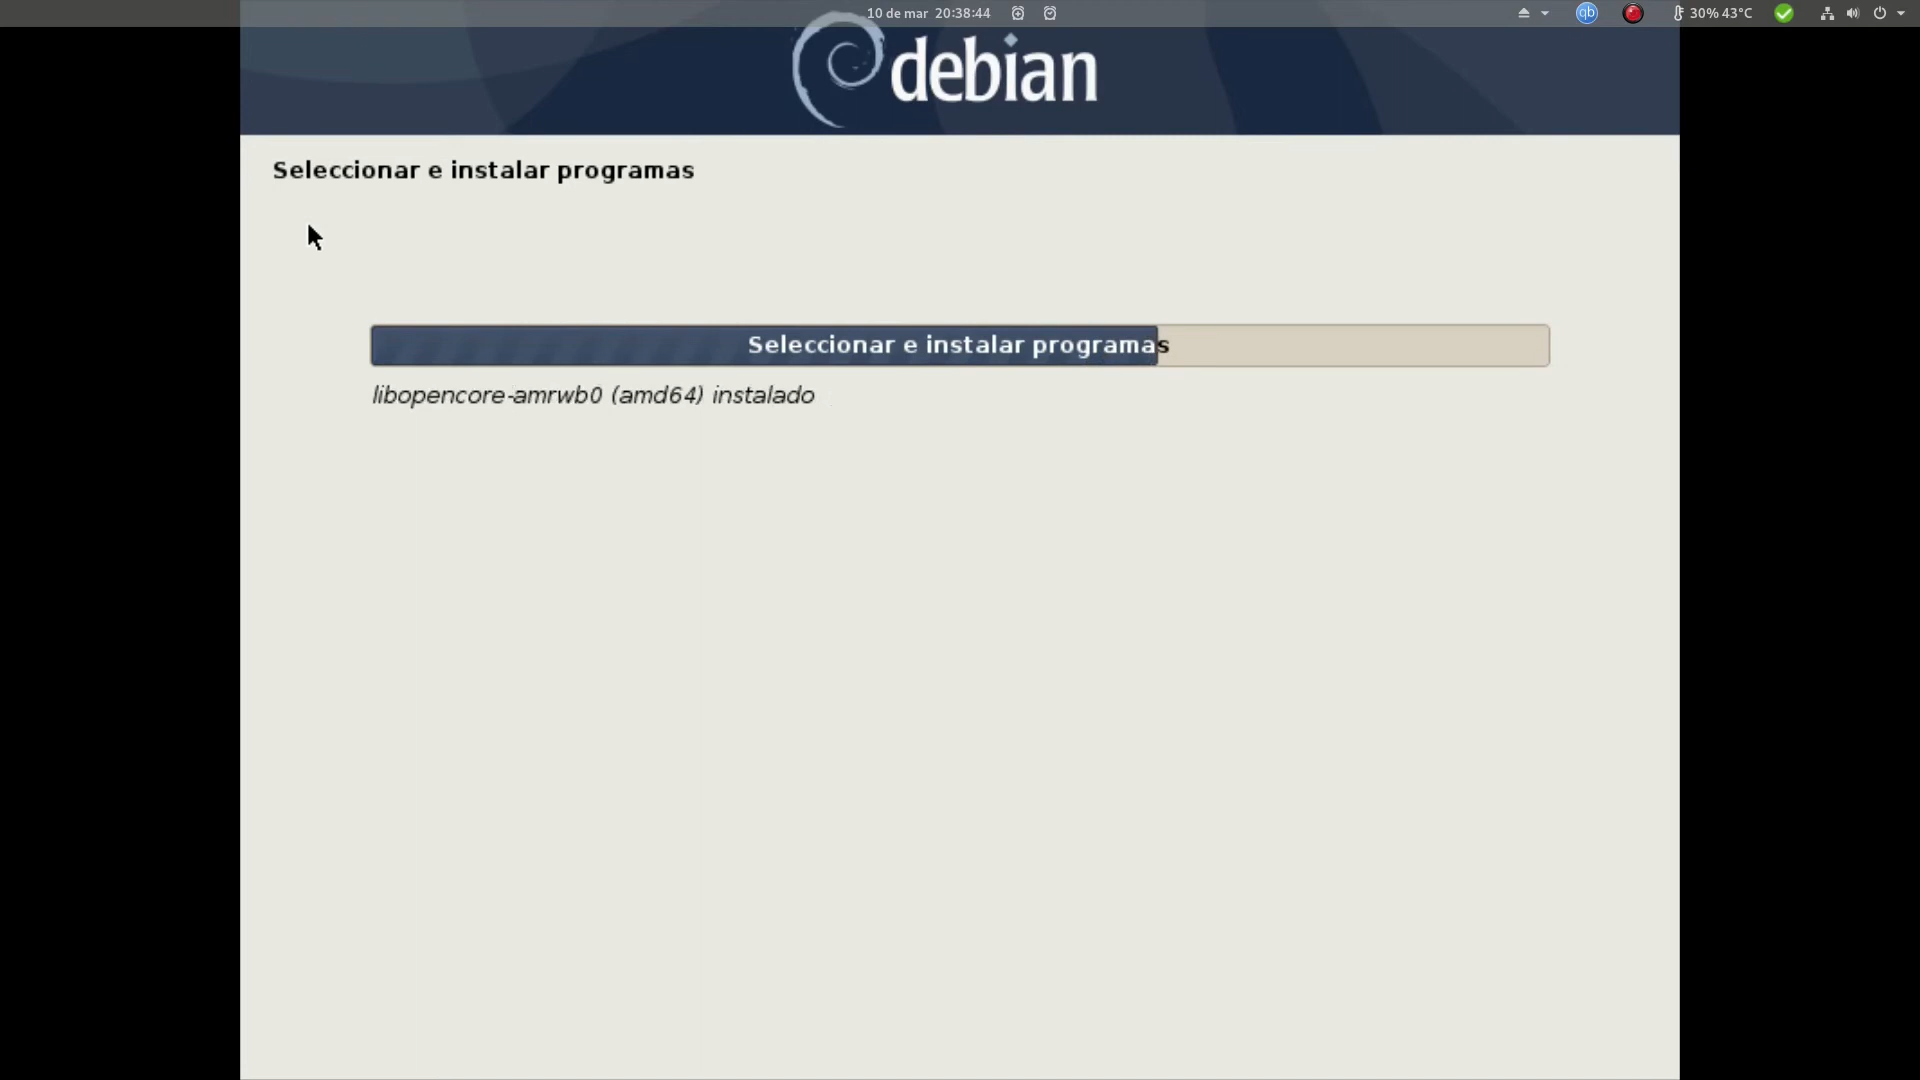 10 de mar 20:38:44
qb
30% 43°C
debian
Seleccionar e instalar programas
Seleccionar e instalar programas
libopencore-amrwb0 (amd64) instalado